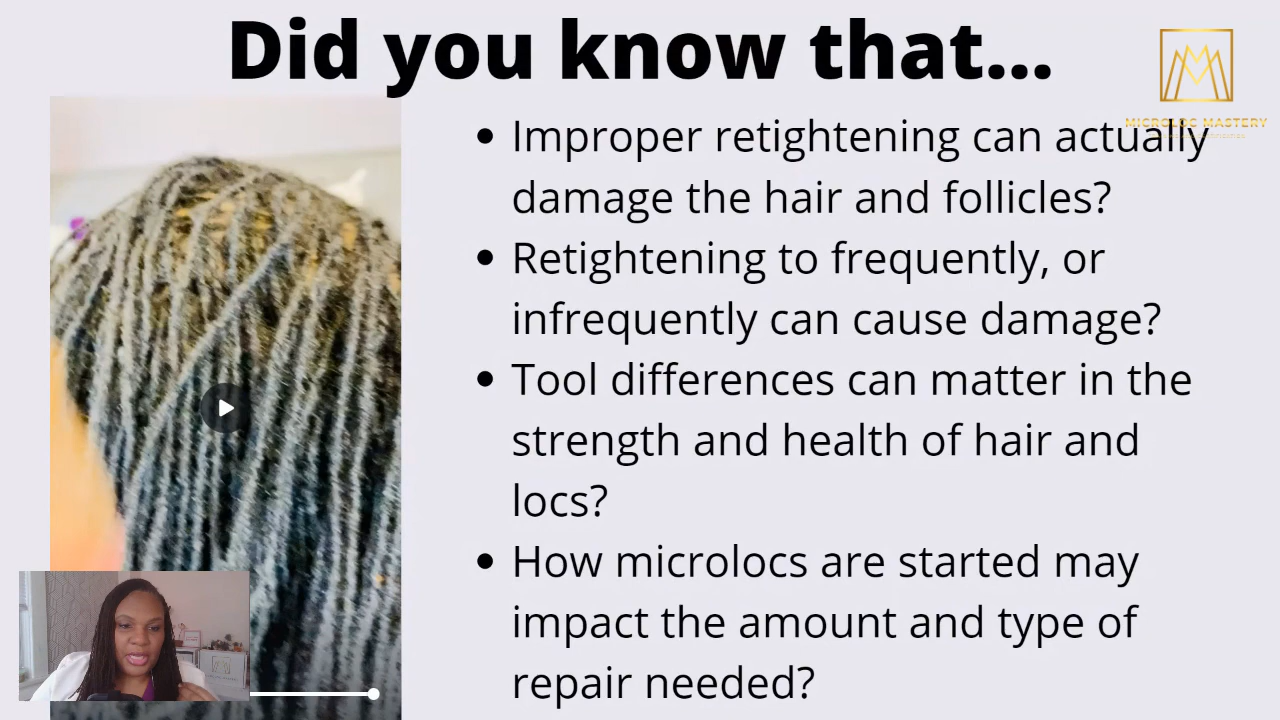 Did you know that...
MICROLOC MASTERY
• Improper retightening can actually
damage the hair and follicles?
• Retightening to frequently, or
infrequently can cause damage?
• Tool differences can matter in the
strength and health of hair and
locs?
• How microlocs are started may
impact the amount and type of
repair needed?